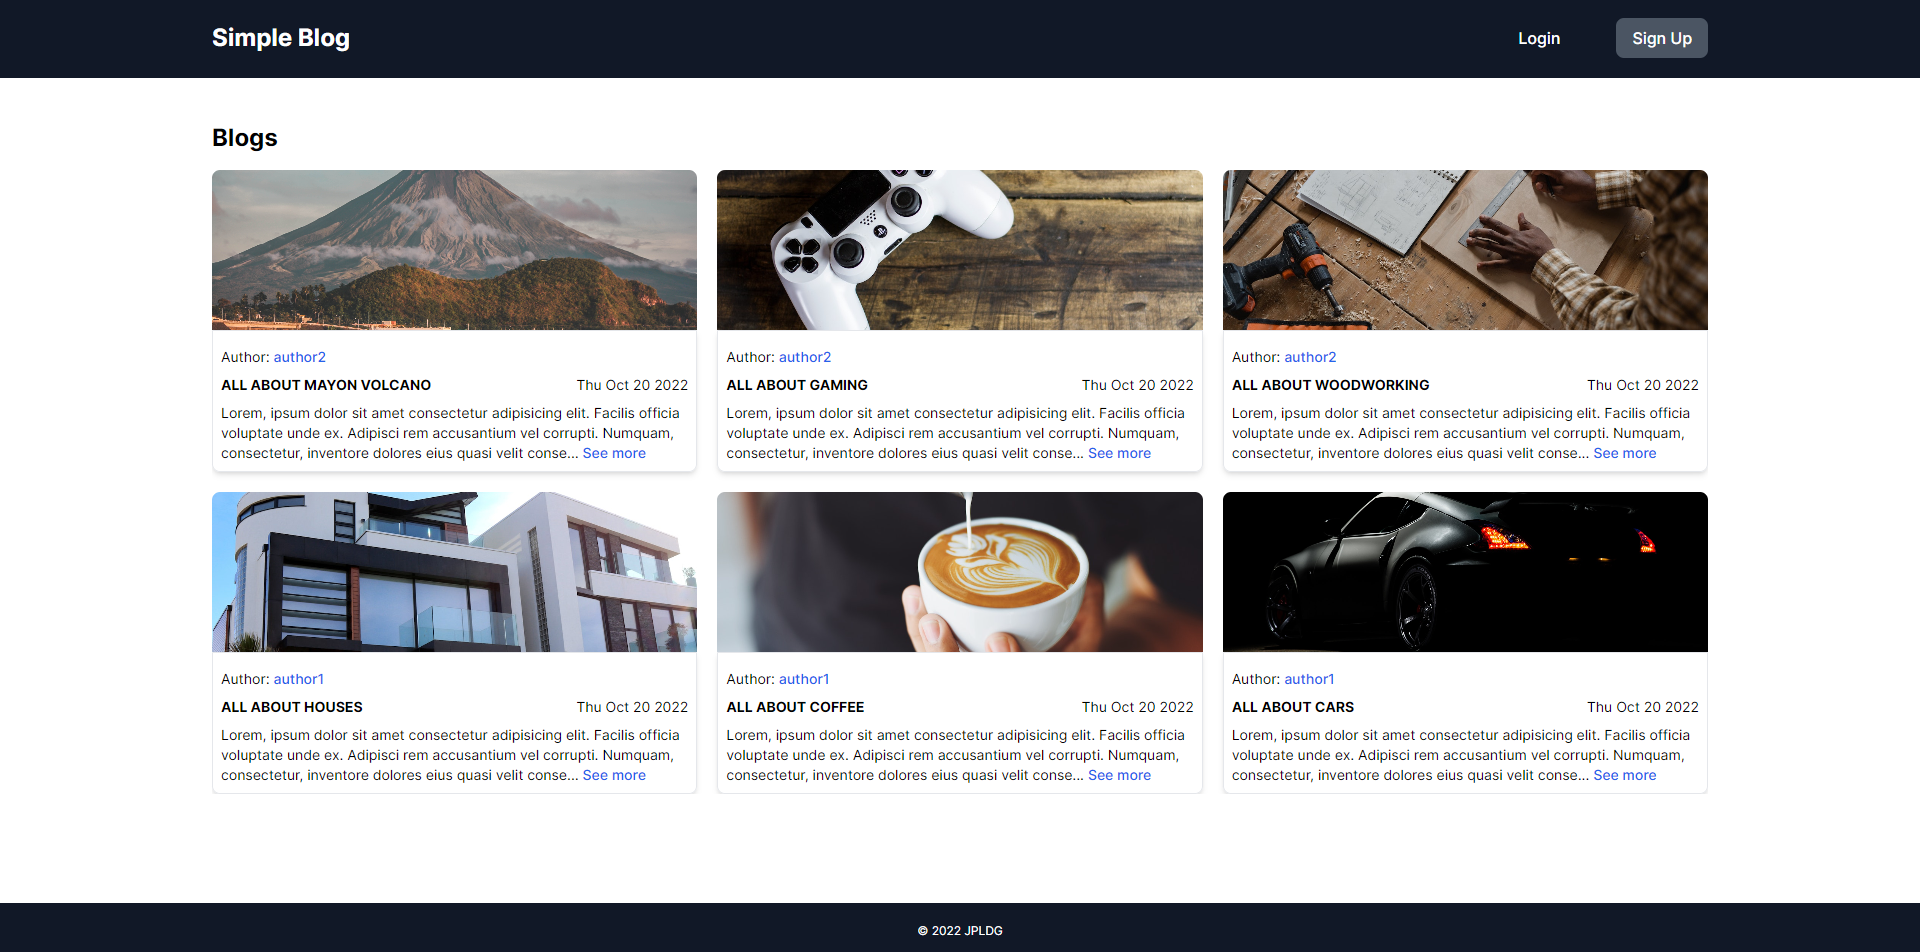 Simple Blog
Login
Sign Up
Blogs
Author: author2
ALL ABOUT MAYON VOLCANO
Thu Oct 20 2022
Lorem, ipsum dolor sit amet consectetur adipisicing elit. Facilis officia
voluptate unde ex. Adipisci rem accusantium vel corrupti. Numquam,
consectetur, inventore dolores eius quasi velit conse... See more
Author: author2
ALL ABOUT GAMING
Thu Oct 20 2022
Lorem, ipsum dolor sit amet consectetur adipisicing elit. Facilis officia
voluptate unde ex. Adipisci rem accusantium vel corrupti. Numquam,
consectetur, inventore dolores eius quasi velit conse... See more
Author: author2
ALL ABOUT WOODWORKING
Thu Oct 20 2022
Lorem, ipsum dolor sit amet consectetur adipisicing elit. Facilis officia
voluptate unde ex. Adipisci rem accusantium vel corrupti. Numquam,
consectetur, inventore dolores eius quasi velit conse... See more
Author: author1
ALL ABOUT HOUSES
Thu Oct 20 2022
Lorem, ipsum dolor sit amet consectetur adipisicing elit. Facilis officia
voluptate unde ex. Adipisci rem accusantium vel corrupti. Numquam,
consectetur, inventore dolores eius quasi velit conse... See more
Author: author1
ALL ABOUT COFFEE
Thu Oct 20 2022
Lorem, ipsum dolor sit amet consectetur adipisicing elit. Facilis officia
voluptate unde ex. Adipisci rem accusantium vel corrupti. Numquam,
consectetur, inventore dolores eius quasi velit conse... See more
Author: author1
ALL ABOUT CARS
Thu Oct 20 2022
Lorem, ipsum dolor sit amet consectetur adipisicing elit. Facilis officia
voluptate unde ex. Adipisci rem accusantium vel corrupti. Numquam,
consectetur, inventore dolores eius quasi velit conse... See more
© 2022 JPLDG